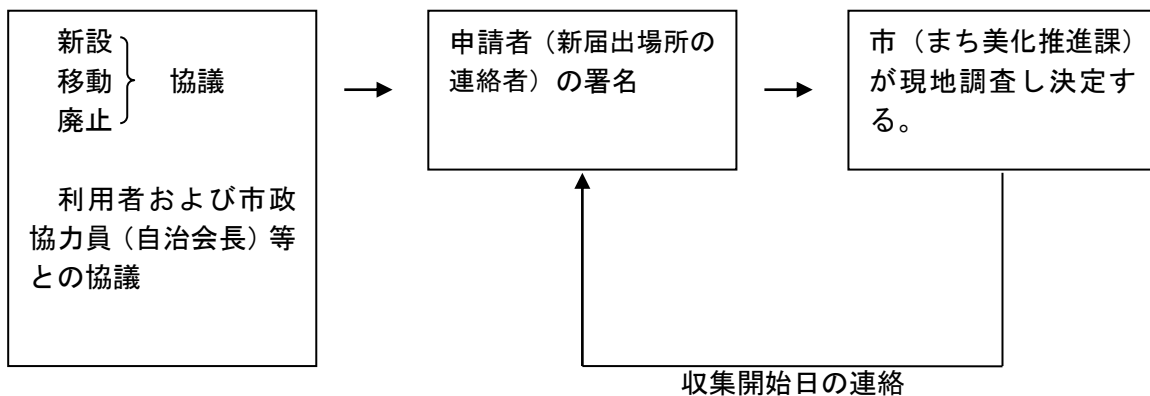 新設
移動
廃止
協議
利用者および市政
協力員（自治会長）等
との協議
申請者（新届出場所の
連絡者）の署名
市（まち美化推進課）
が現地調査し決定す
る。
収集開始日の連絡